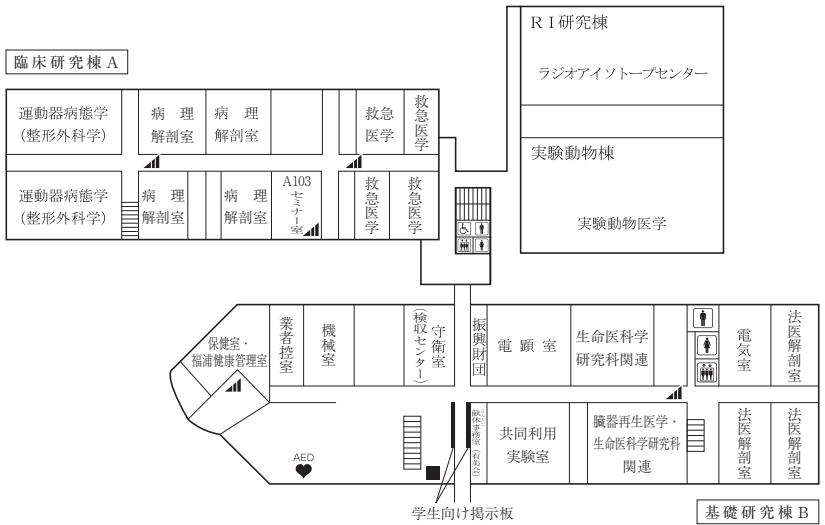 臨床研究棟A
RI研究棟
ラジオアイソトープセンター
実験動物棟
実験動物医学
運動器病態学
(整形外科学)
病 理
解剖室
病 理
解剖室
救急
医学
救急医学
運動器病態学
(整形外科学)
病 理
解剖室
病 理
解剖室
A103
セミナー室
救急医学
救急医学
保健室・
福浦健康管理室
業者控室
機械室
守衛室
(検収センター)
振興財団
電 顕 室
生命医科学
研究科関連
電気室
法医解剖室
献体事務室(有美会)
共同利用
実験室
臓器再生医学・
生命医科学研究科
関連
法医解剖室
法医解剖室
AED
学生向け掲示板
基礎研究棟B